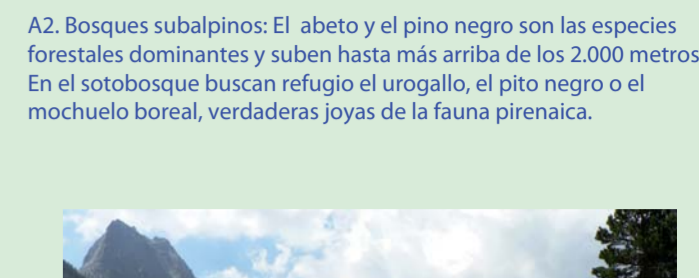 A2. Bosques subalpinos: El  abeto y el pino negro son las especies
forestales dominantes y suben hasta más arriba de los 2.000 metros
En el sotobosque buscan refugio el urogallo, el pito negro o el
mochuelo boreal, verdaderas joyas de la fauna pirenaica.